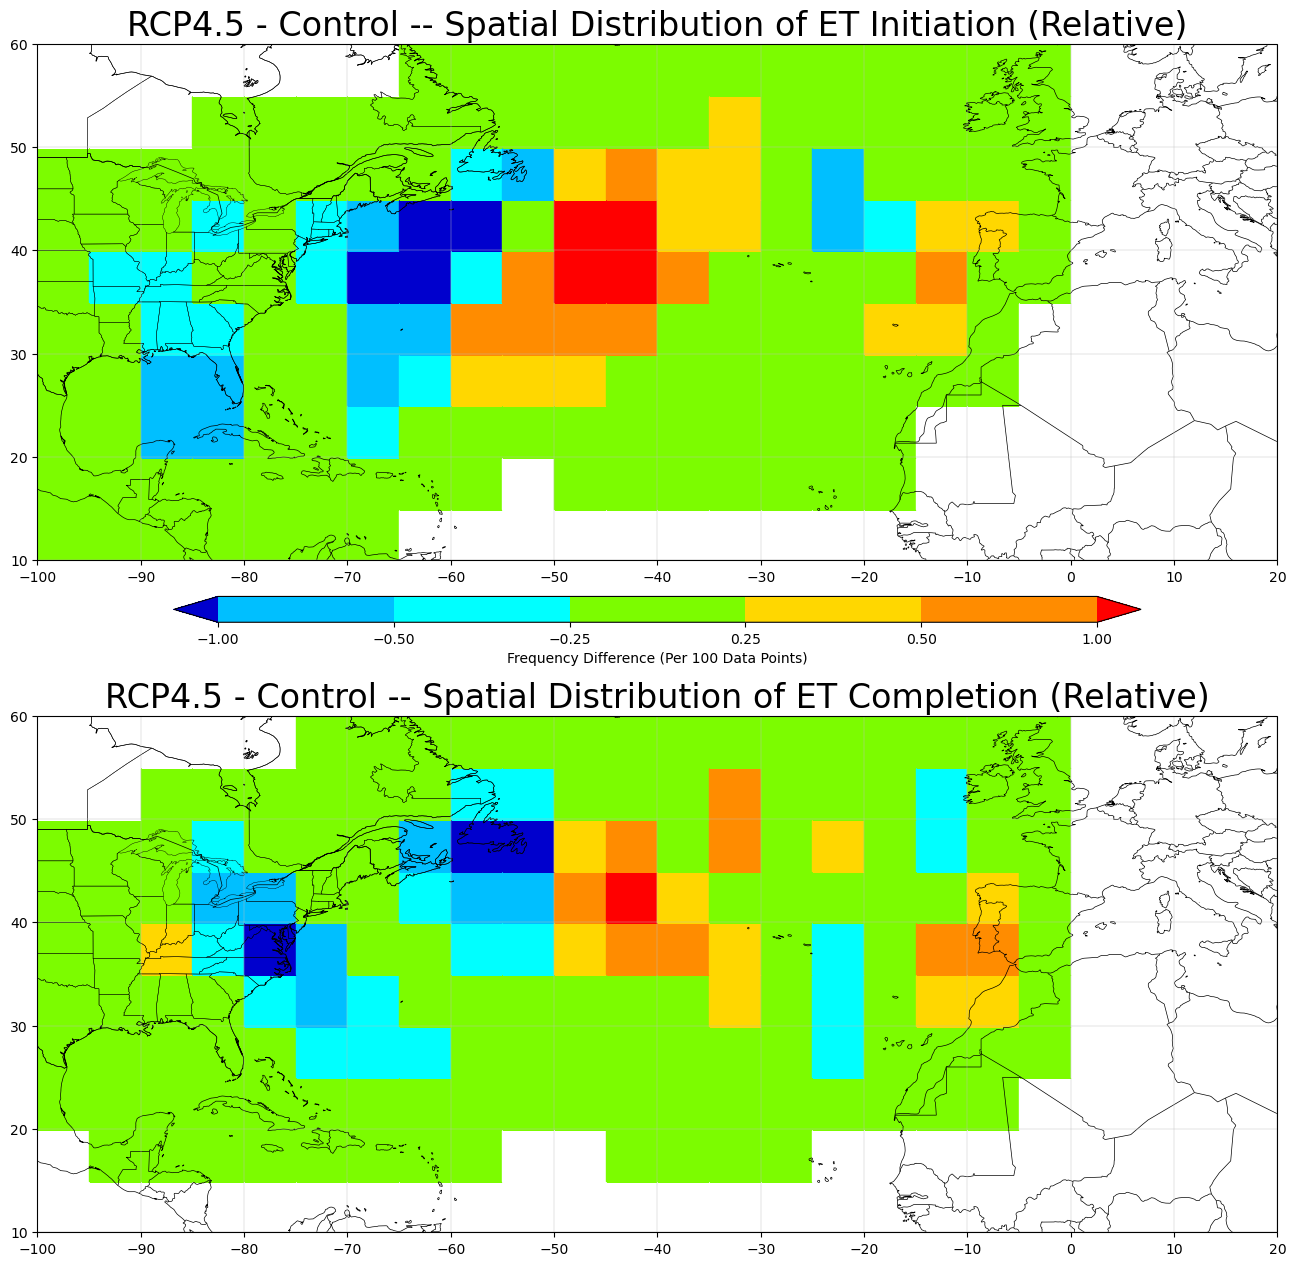 RCP4.5 - Control -- Spatial Distribution of ET Initiation (Relative)
60
50
40
30
20
10
−100 −90 −80 −70 −60 −50 −40 −30 −20 −10 0 10 20
−1.00 −0.50 −0.25 0.25 0.50 1.00
Frequency Difference (Per 100 Data Points)
RCP4.5 - Control -- Spatial Distribution of ET Completion (Relative)
60
50
40
30
20
10
−100 −90 −80 −70 −60 −50 −40 −30 −20 −10 0 10 20